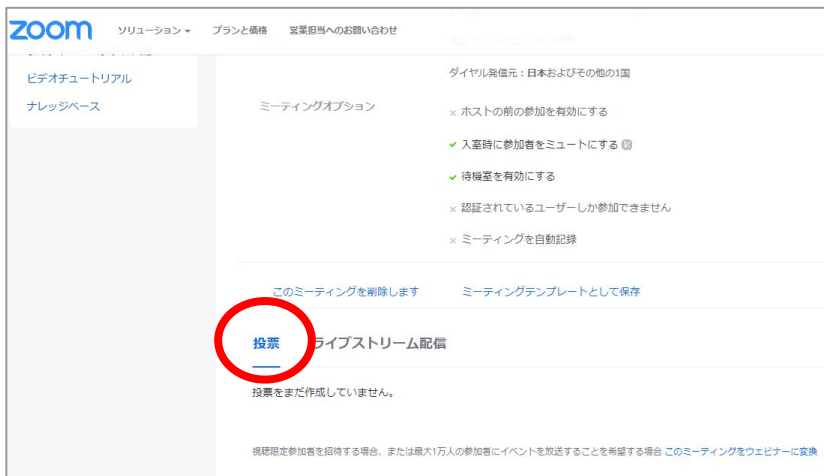 zoom ソリューション プランと価格 営業担当へのお問い合わせ
ビデオチュートリアル
ナレッジベース
ダイヤル発信元：日本およびその他の1国
ミーティングオプション
× ホストの前の参加を有効にする
✓ 入室時に参加者をミュートにする
✓ 待機室を有効にする
× 認証されているユーザーしか参加できません
× ミーティングを自動記録
このミーティングを削除します ミーティングテンプレートとして保存
投票 ライブストリーム配信
投票をまだ作成していません。
視聴限定参加者を招待する場合、または最大1万人の参加者にイベントを放送することを希望する場合 このミーティングをウェビナーに変換